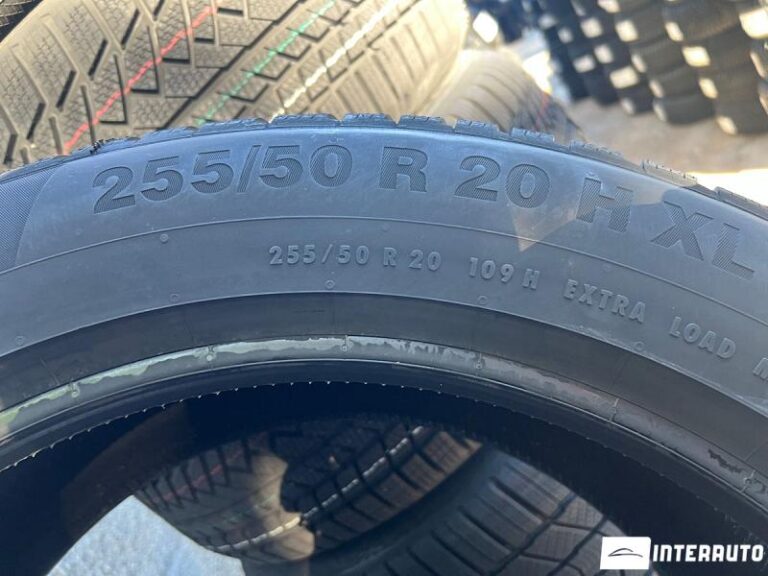 255/50 R 20 H XL
255/50 R 20 109 H EXTRA LOAD M
INTERAUTO